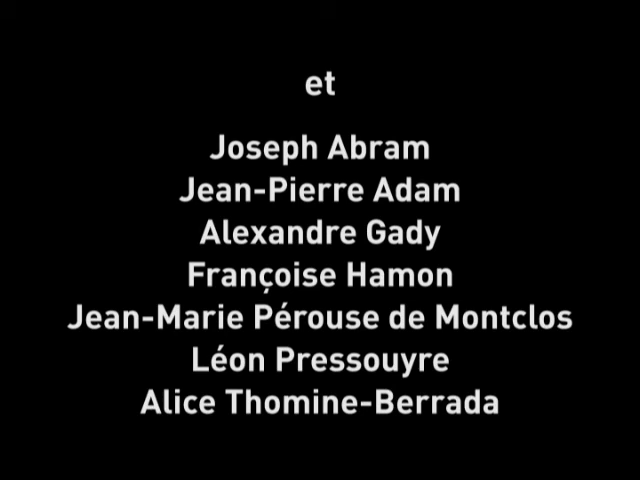 et
Joseph Abram
Jean-Pierre Adam
Alexandre Gady
Françoise Hamon
Jean-Marie Pérouse de Montclos
Léon Pressouyre
Alice Thomine-Berrada